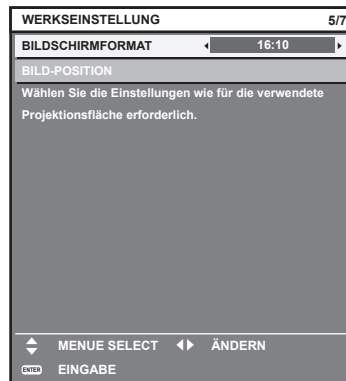 WERKSEINSTELLUNG 5/7
BILDSCHIRMFORMAT 16:10
BILD-POSITION
Wählen Sie die Einstellungen wie für die verwendete
Projektionsfläche erforderlich.
MENUE SELECT ÄNDERN
ENTER EINGABE